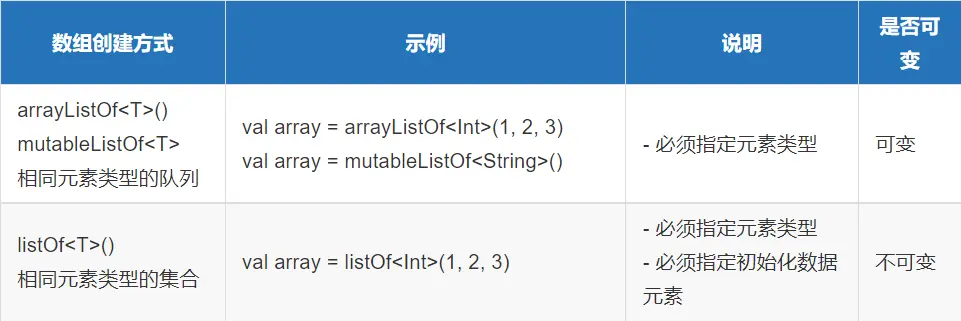 数组创建方式
示例
说明
是否可
变
arrayListOf<T>()
mutableListOf<T>
相同元素类型的队列
val array = arrayListOf<Int>(1, 2, 3)
val array = mutableListOf<String>()
- 必须指定元素类型
可变
listOf<T>()
相同元素类型的集合
val array = listOf<Int>(1, 2, 3)
- 必须指定元素类型
- 必须指定初始化数据
元素
不可变